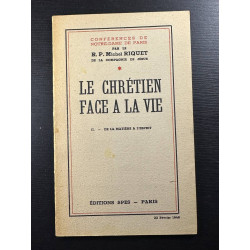 CONFÉRENCES DE
NOTRE-DAME DE PARIS
PAR LE
R. P. Michel RIQUET
DE LA COMPAGNIE DE JÉSUS
LE CHRÉTIEN
FACE A LA VIE
II. — DE LA MATIÈRE A L'ESPRIT
ÉDITIONS SPES — PARIS
Février